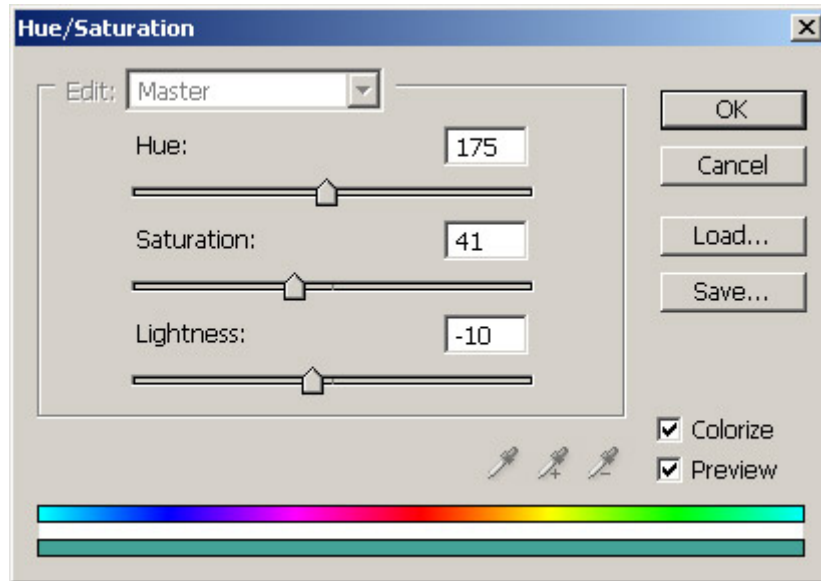 Hue/Saturation
Edit: Master
Hue: 175
Saturation: 41
Lightness: -10
OK
Cancel
Load...
Save...
Colorize
Preview